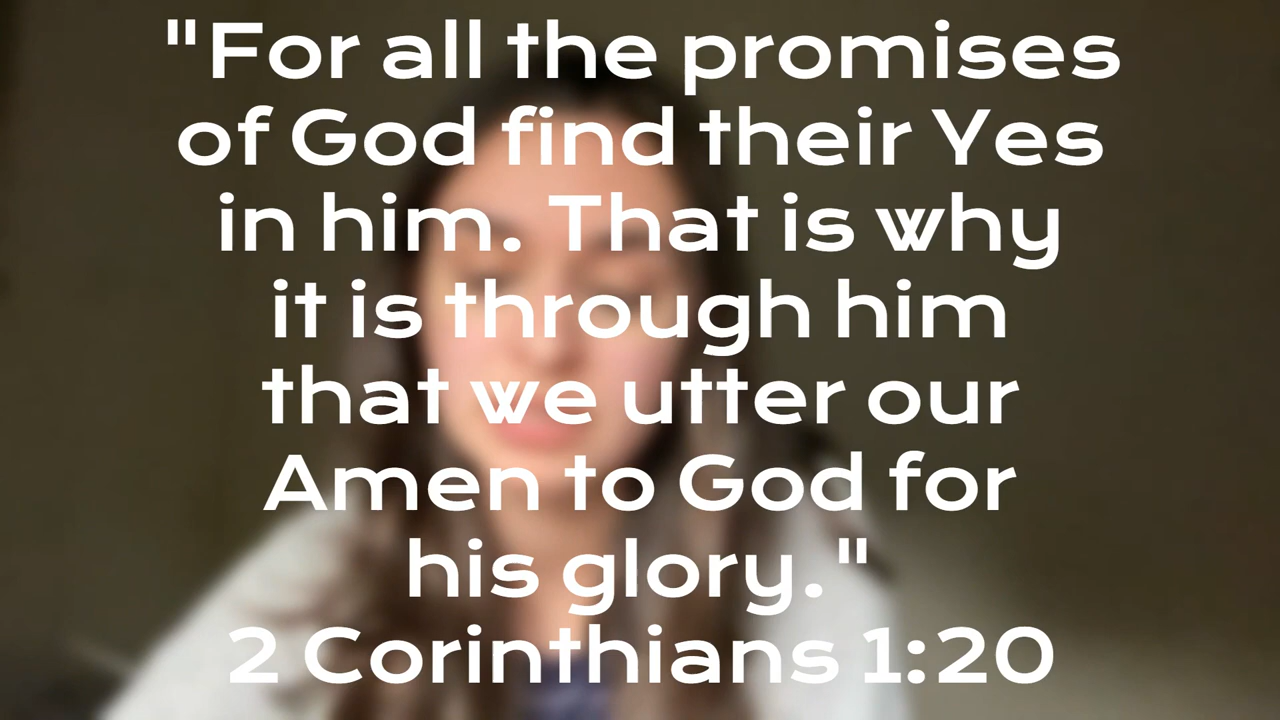 "For all the promises
of God find their Yes
in him. That is why
it is through him
that we utter our
Amen to God for
his glory."
2 Corinthians 1:20